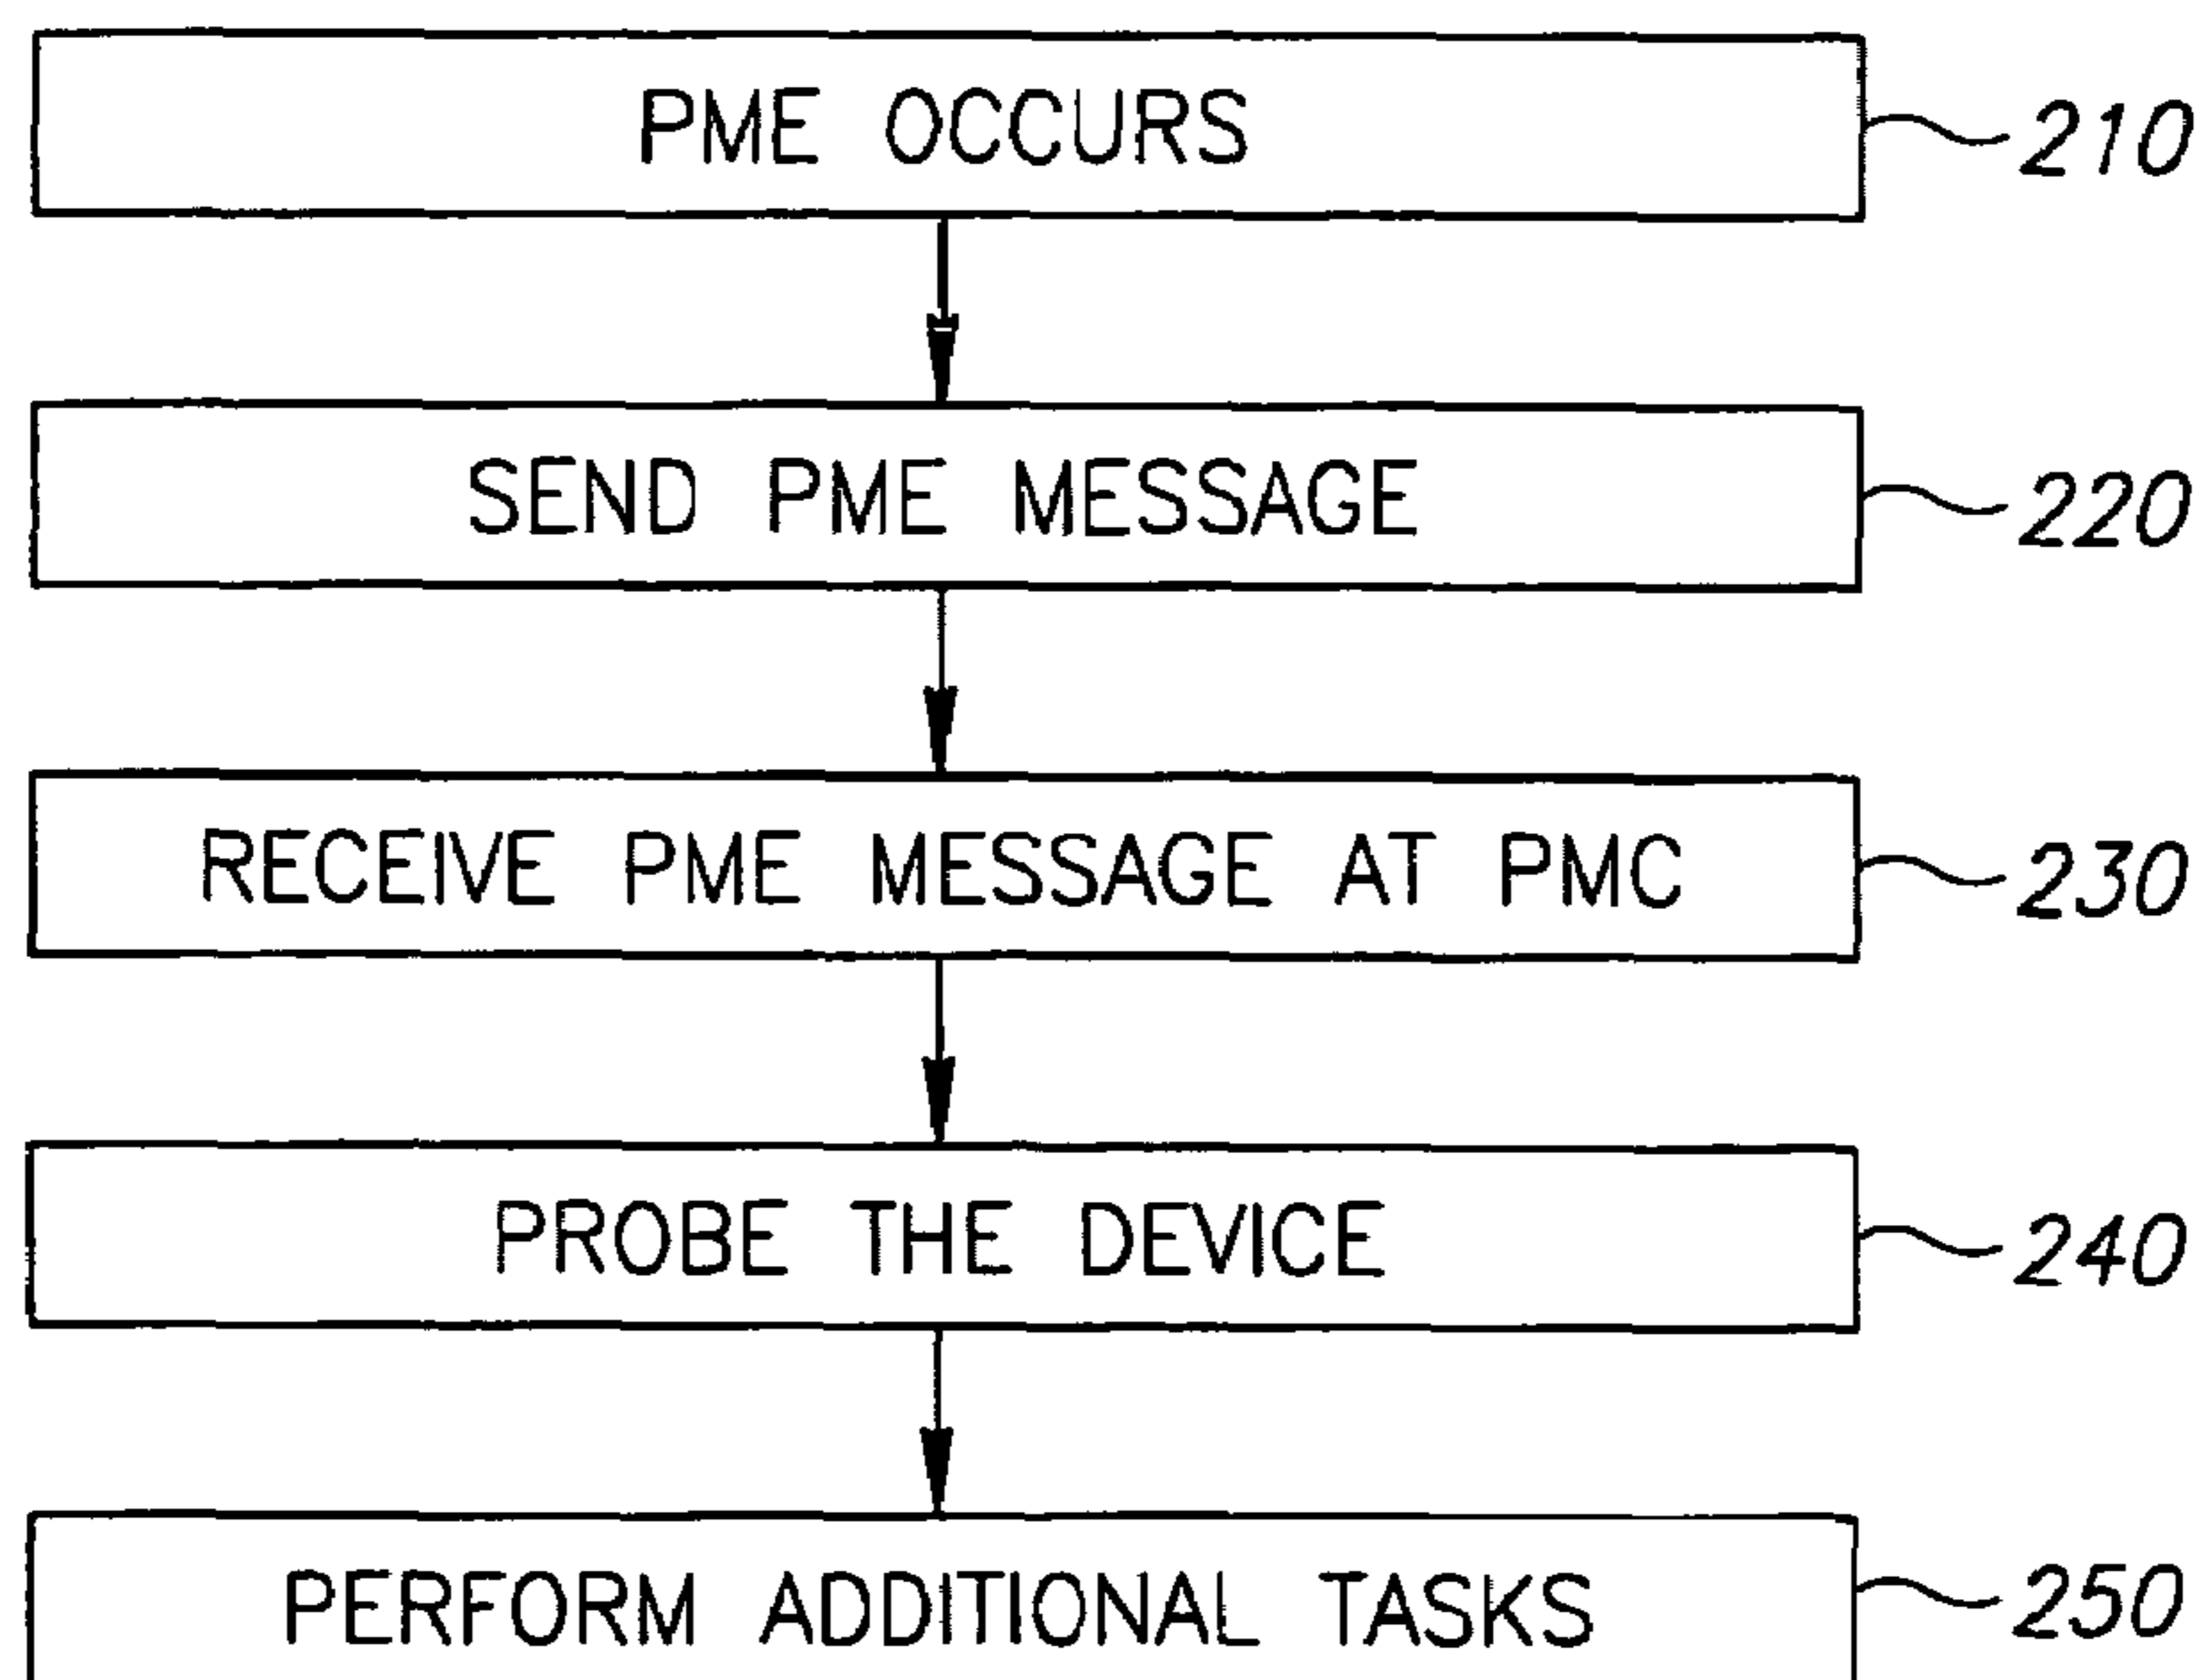 PME OCCURS
210
SEND PME MESSAGE
220
RECEIVE PME MESSAGE AT PMC
230
PROBE THE DEVICE
240
PERFORM ADDITIONAL TASKS
250